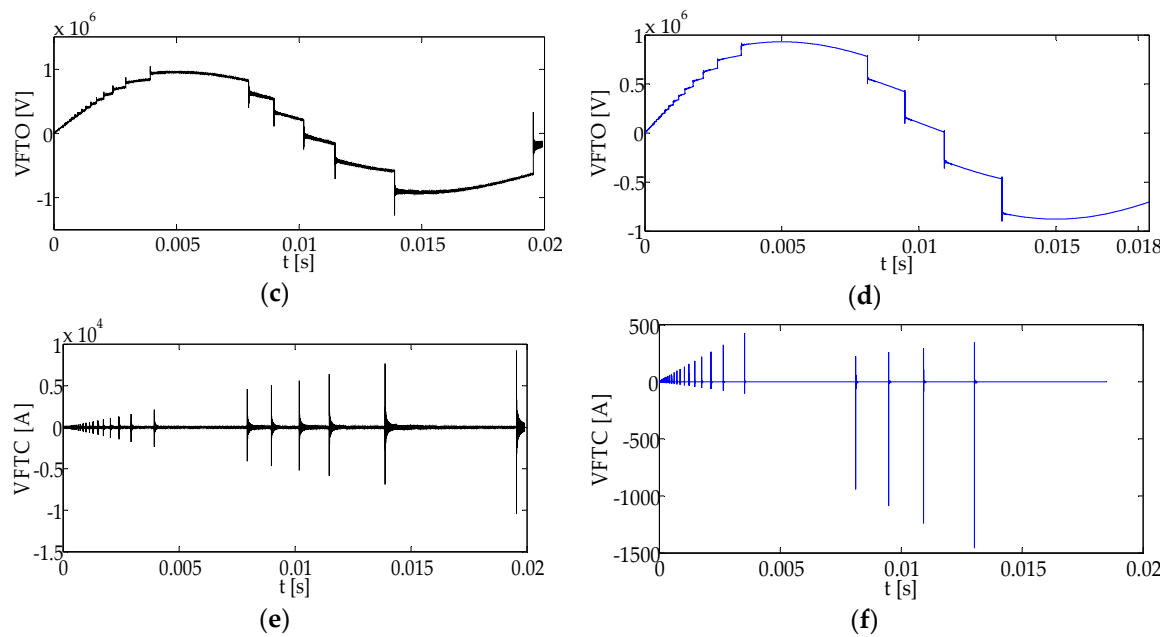 x 10^6
1
0
-1
VFTO [V]
0 0.005 0.01 0.015 0.02
t [s]
(c)
x 10^6
1
0.5
0
-0.5
-1
VFTO [V]
0 0.005 0.01 0.015 0.018
t [s]
(d)
x 10^4
1
0.5
0
-0.5
-1
-1.5
VFTC [A]
0 0.005 0.01 0.015 0.02
t [s]
(e)
500
0
-500
-1000
-1500
VFTC [A]
0 0.005 0.01 0.015 0.02
t [s]
(f)